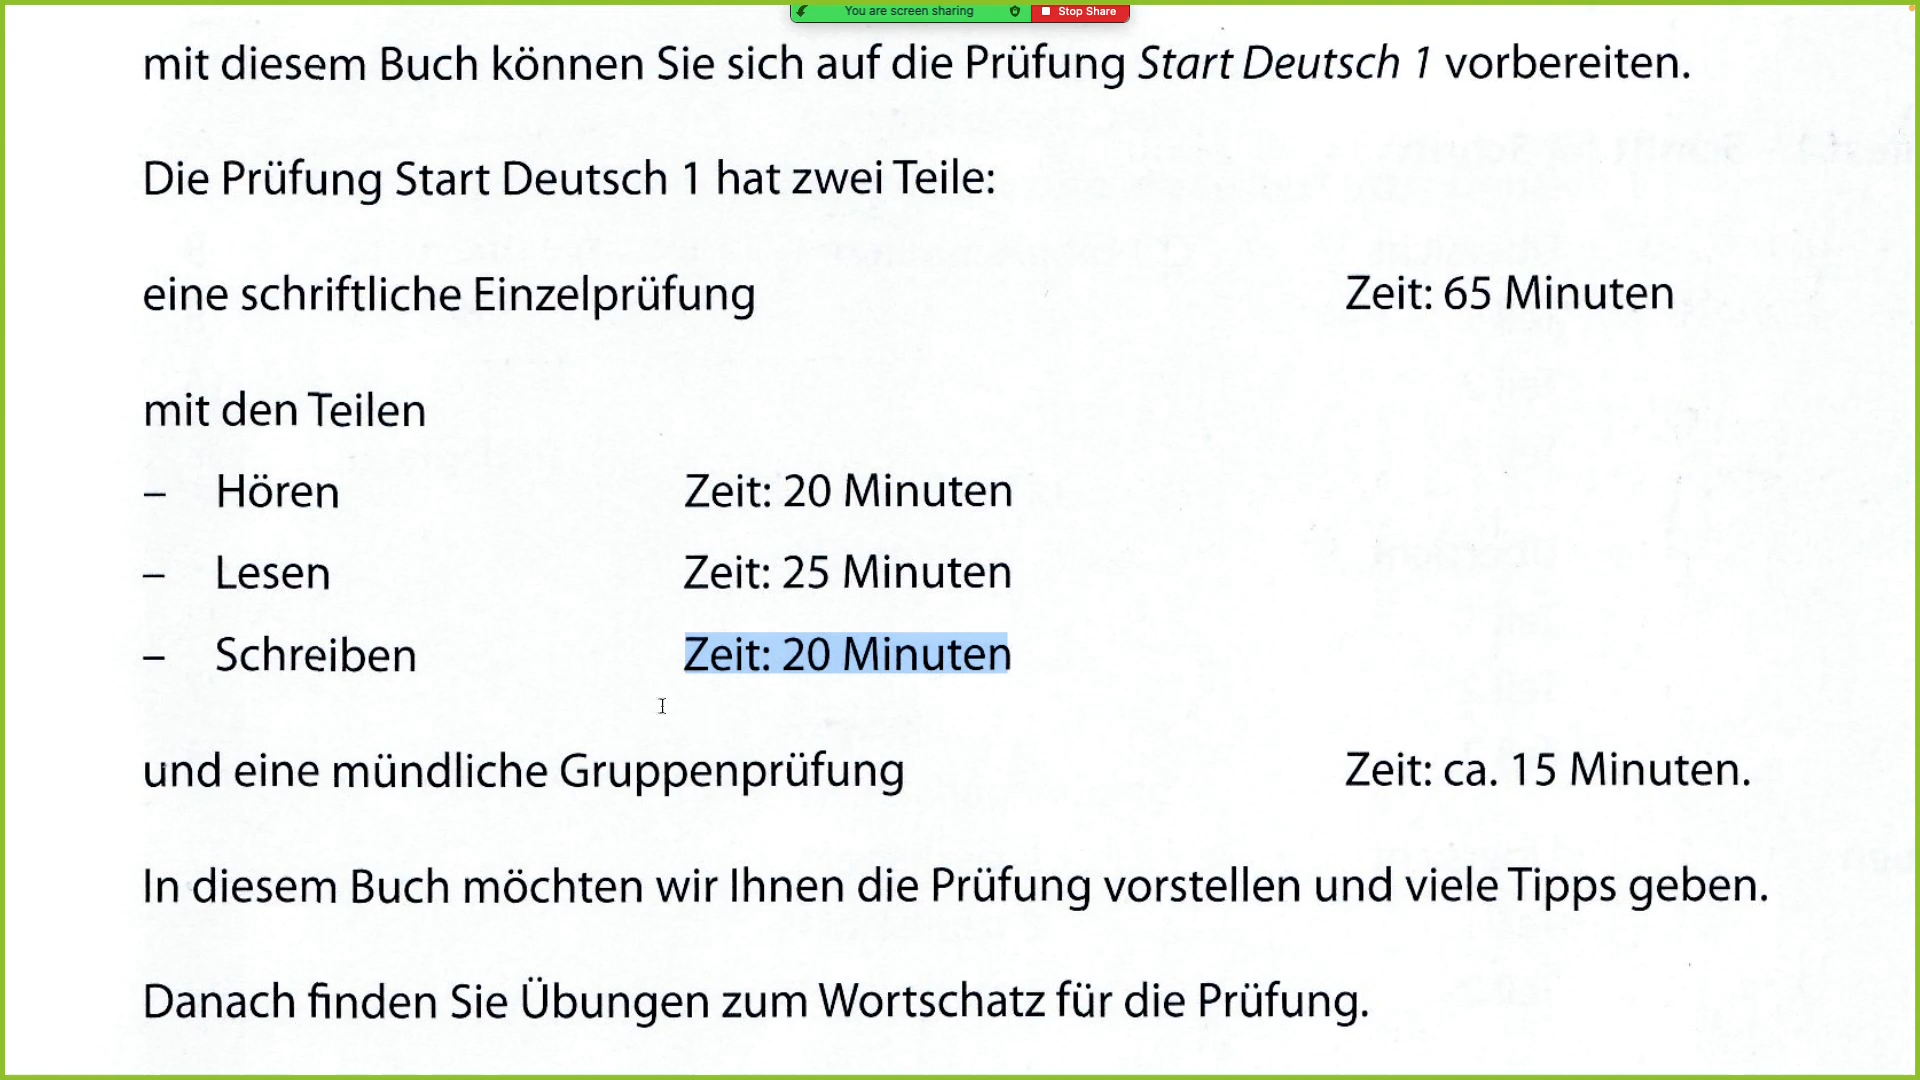 You are screen sharing Stop Share
mit diesem Buch können Sie sich auf die Prüfung Start Deutsch 1 vorbereiten.
Die Prüfung Start Deutsch 1 hat zwei Teile:
eine schriftliche Einzelprüfung Zeit: 65 Minuten
mit den Teilen
– Hören Zeit: 20 Minuten
– Lesen Zeit: 25 Minuten
– Schreiben Zeit: 20 Minuten
und eine mündliche Gruppenprüfung Zeit: ca. 15 Minuten.
In diesem Buch möchten wir Ihnen die Prüfung vorstellen und viele Tipps geben.
Danach finden Sie Übungen zum Wortschatz für die Prüfung.